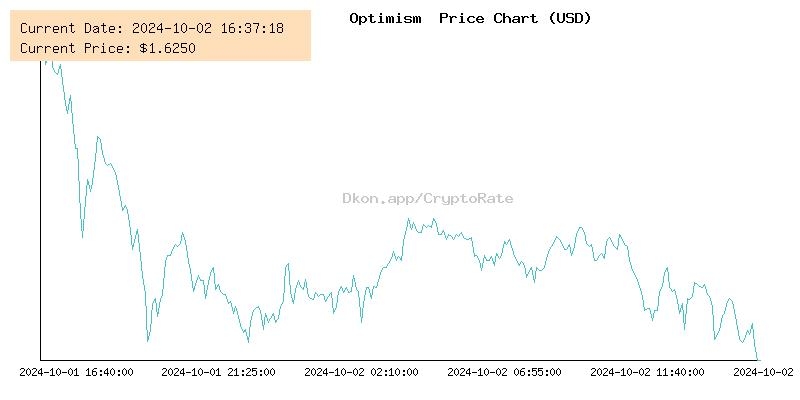 Optimism  Price Chart (USD)
Current Date: 2024-10-02 16:37:18
Current Price: $1.6250
Dkon.app/CryptoRate
2024-10-01 16:40:00 2024-10-01 21:25:00 2024-10-02 02:10:00 2024-10-02 06:55:00 2024-10-02 11:40:00 2024-10-02